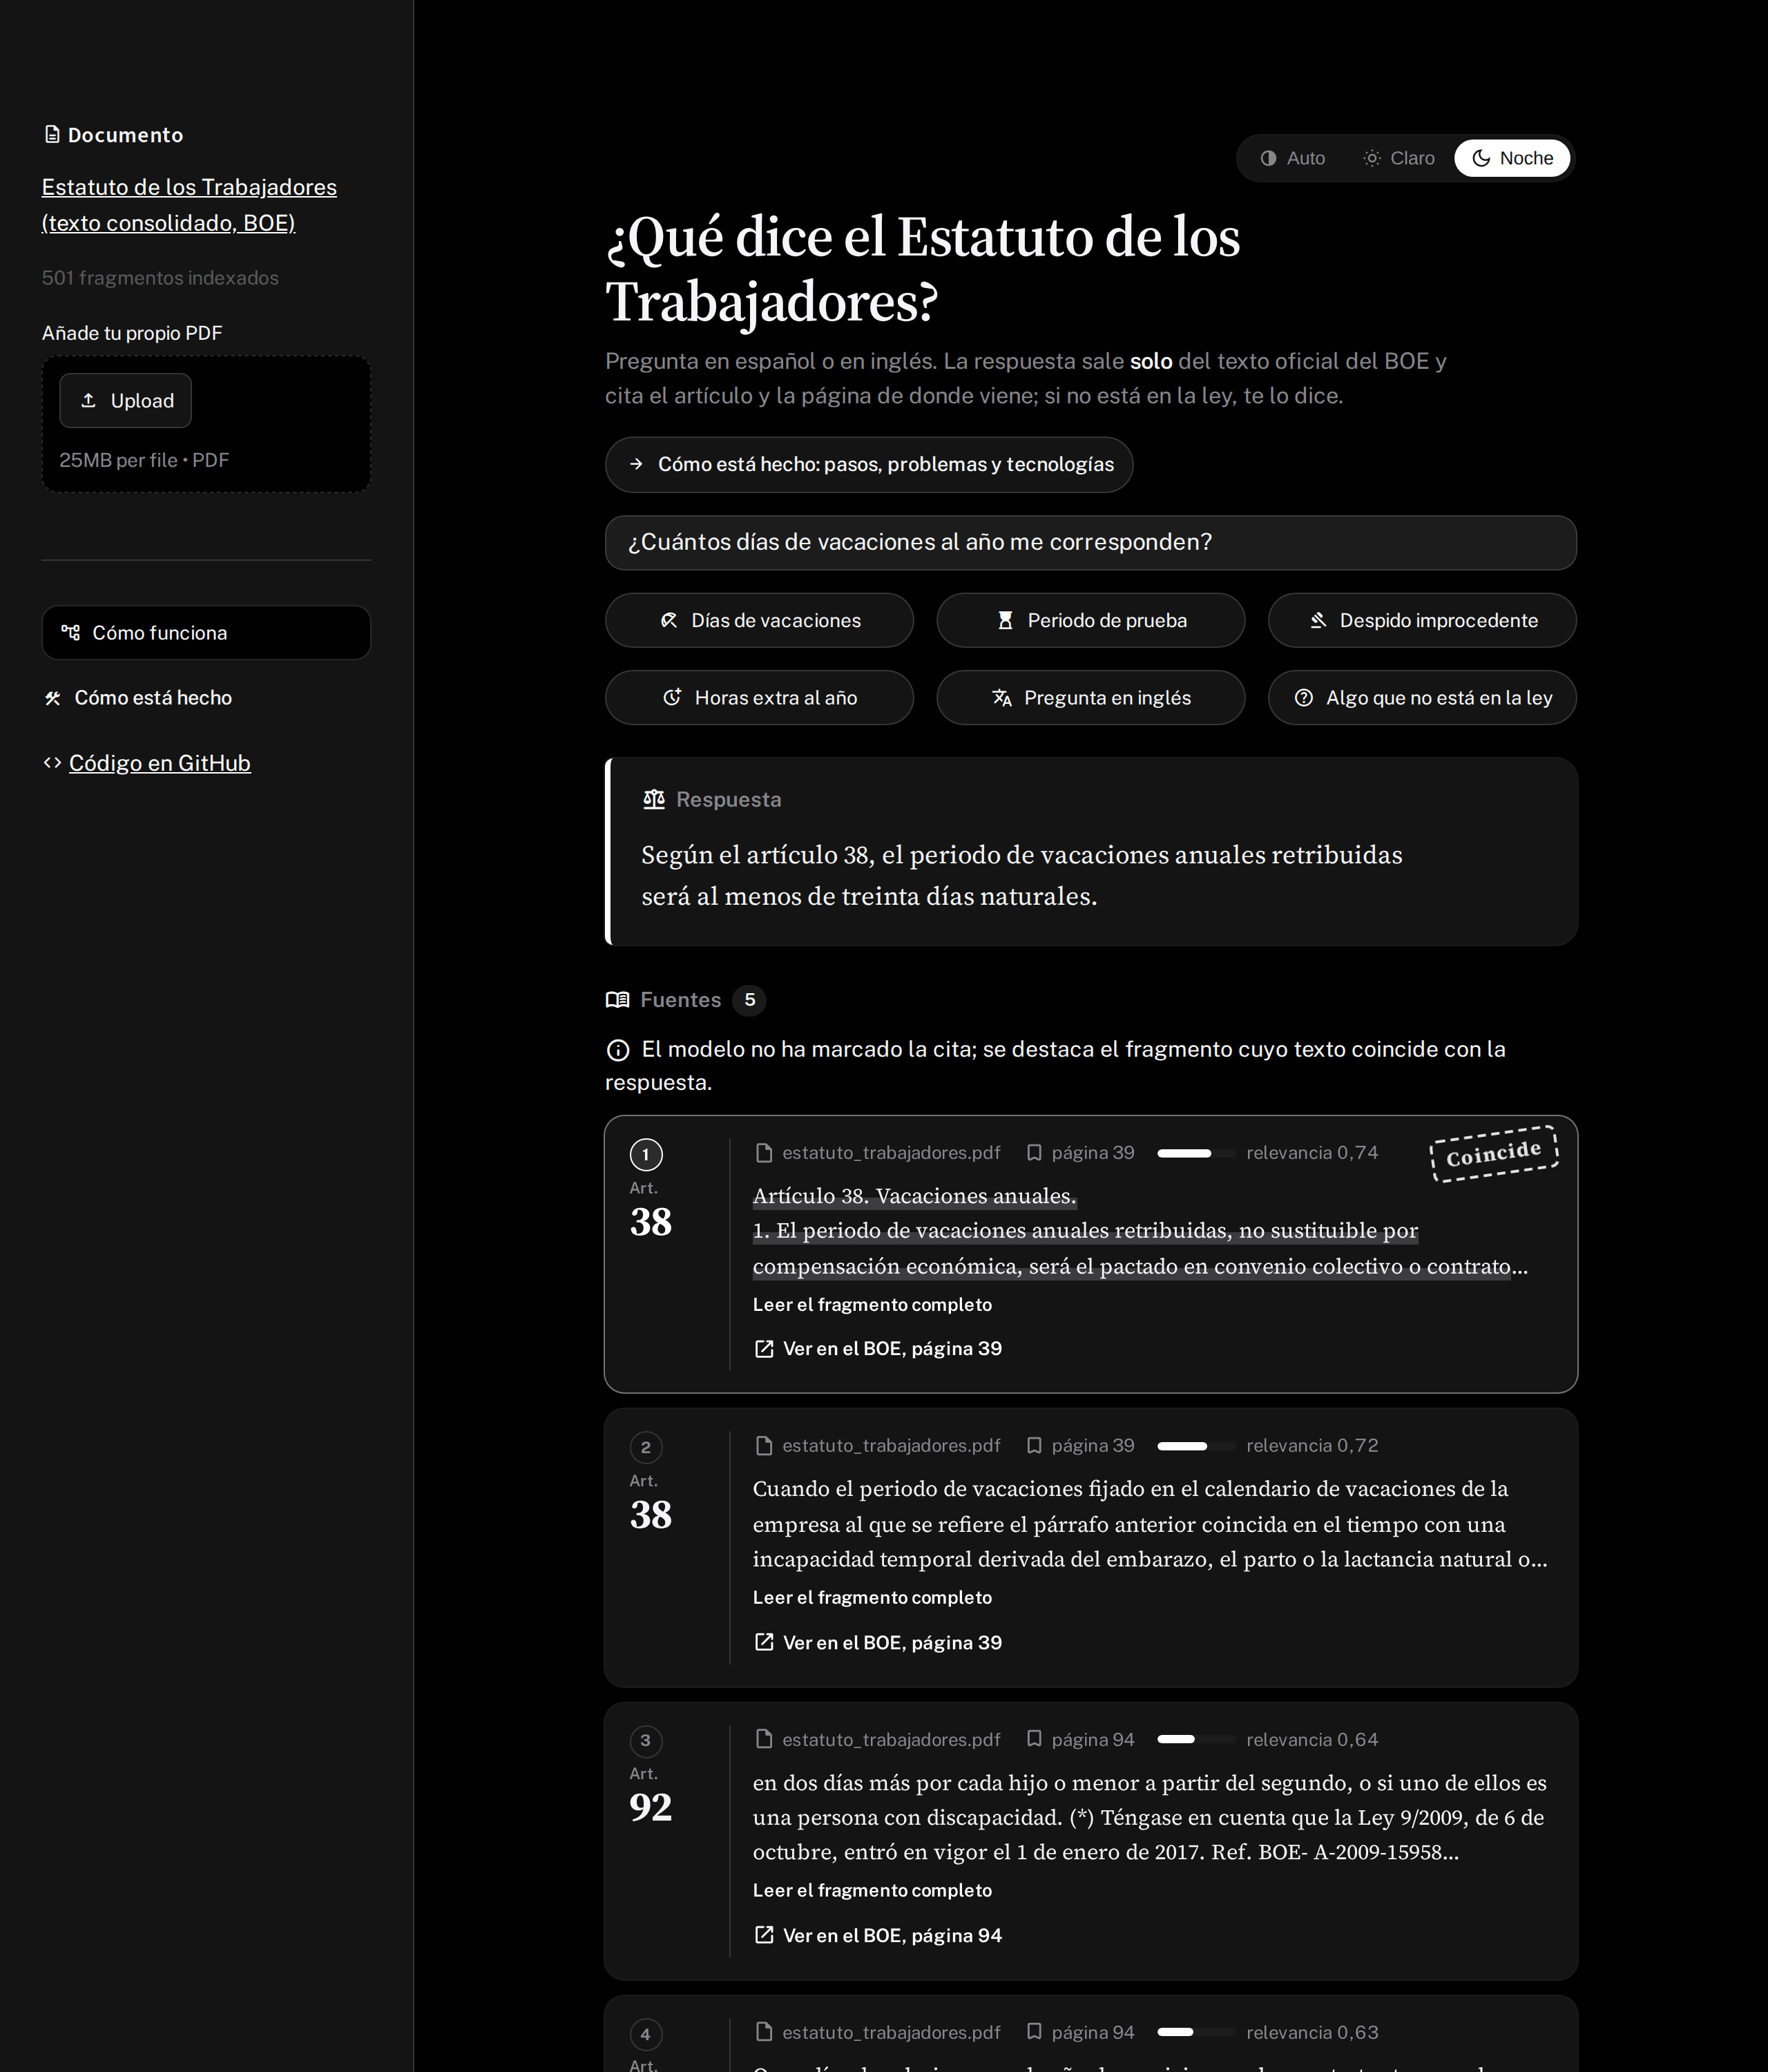 Documento
Estatuto de los Trabajadores
(texto consolidado, BOE)
501 fragmentos indexados
Añade tu propio PDF
Upload
25MB per file • PDF
Cómo funciona
Cómo está hecho
Código en GitHub
Auto
Claro
Noche
¿Qué dice el Estatuto de los
Trabajadores?
Pregunta en español o en inglés. La respuesta sale solo del texto oficial del BOE y
cita el artículo y la página de donde viene; si no está en la ley, te lo dice.
Cómo está hecho: pasos, problemas y tecnologías
¿Cuántos días de vacaciones al año me corresponden?
Días de vacaciones
Periodo de prueba
Despido improcedente
Horas extra al año
Pregunta en inglés
Algo que no está en la ley
Respuesta
Según el artículo 38, el periodo de vacaciones anuales retribuidas
será al menos de treinta días naturales.
Fuentes 5
El modelo no ha marcado la cita; se destaca el fragmento cuyo texto coincide con la
respuesta.
1
Art.
38
estatuto_trabajadores.pdf página 39 relevancia 0,74
Coincide
Artículo 38. Vacaciones anuales.
1. El periodo de vacaciones anuales retribuidas, no sustituible por
compensación económica, será el pactado en convenio colectivo o contrato...
Leer el fragmento completo
Ver en el BOE, página 39
2
Art.
38
estatuto_trabajadores.pdf página 39 relevancia 0,72
Cuando el periodo de vacaciones fijado en el calendario de vacaciones de la
empresa al que se refiere el párrafo anterior coincida en el tiempo con una
incapacidad temporal derivada del embarazo, el parto o la lactancia natural o...
Leer el fragmento completo
Ver en el BOE, página 39
3
Art.
92
estatuto_trabajadores.pdf página 94 relevancia 0,64
en dos días más por cada hijo o menor a partir del segundo, o si uno de ellos es
una persona con discapacidad. (*) Téngase en cuenta que la Ley 9/2009, de 6 de
octubre, entró en vigor el 1 de enero de 2017. Ref. BOE- A-2009-15958...
Leer el fragmento completo
Ver en el BOE, página 94
4
Art.
estatuto_trabajadores.pdf página 94 relevancia 0,63